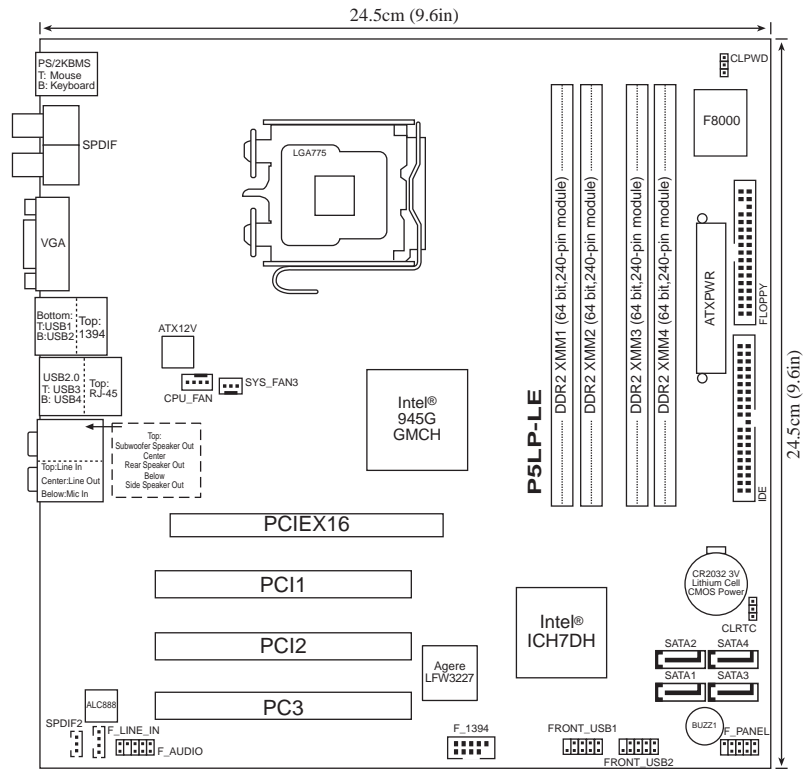 24.5cm (9.6in)
PS/2KBMS
T: Mouse
B: Keyboard
CLPWD
SPDIF
LGA775
F8000
VGA
DDR2 XMM1 (64 bit,240-pin module)
DDR2 XMM2 (64 bit,240-pin module)
DDR2 XMM3 (64 bit,240-pin module)
DDR2 XMM4 (64 bit,240-pin module)
ATXPWR
FLOPPY
Bottom:
T:USB1
B:USB2
Top:
1394
ATX12V
CPU_FAN
SYS_FAN3
USB2.0
T: USB3
B: USB4
Top:
RJ-45
Intel®
945G
GMCH
P5LP-LE
24.5cm (9.6in)
Top:
Subwoofer Speaker Out
Center
Rear Speaker Out
Below
Side Speaker Out
Top:Line In
Center:Line Out
Below:Mic In
IDE
PCIEX16
PCI1
CR2032 3V
Lithium Cell
CMOS Power
CLRTC
Intel®
ICH7DH
PCI2
Agere
LFW3227
SATA2
SATA4
SATA1
SATA3
ALC888
PC3
BUZZ1
SPDIF2
F_LINE_IN
F_AUDIO
F_1394
FRONT_USB1
FRONT_USB2
F_PANEL